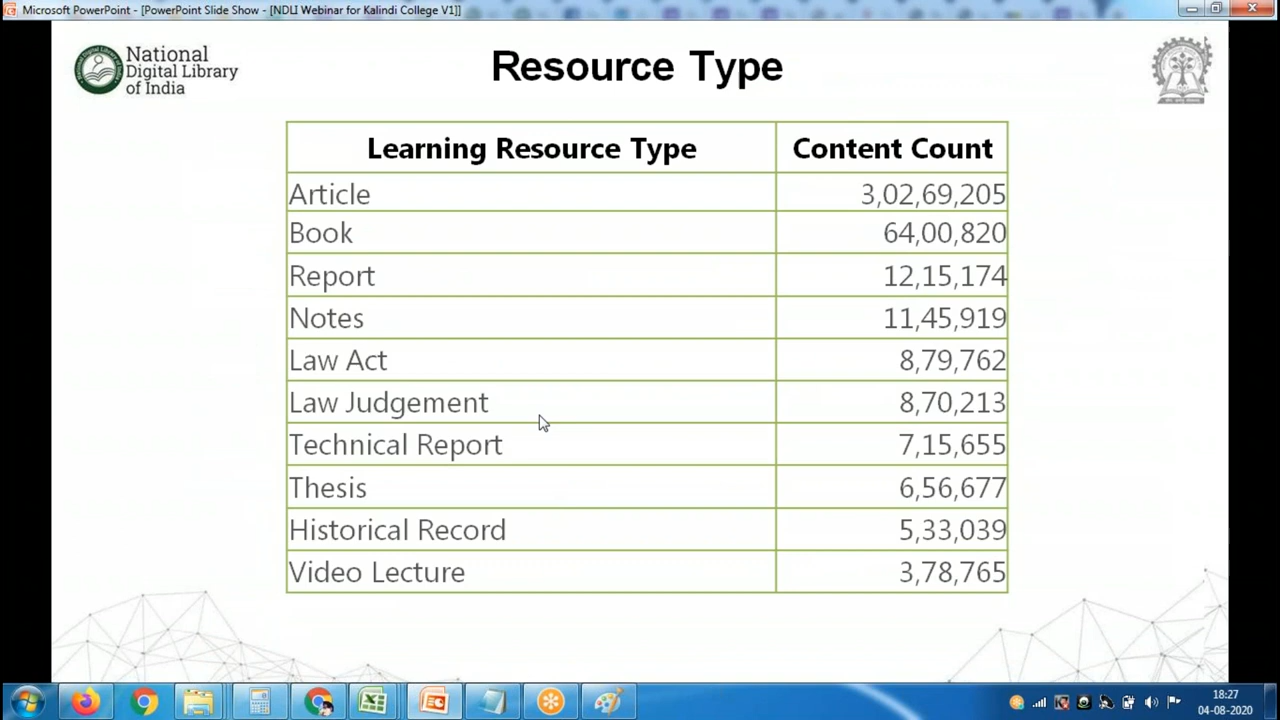 Microsoft PowerPoint - [PowerPoint Slide Show - [NDLI Webinar for Kalindi College V1]]
National
Digital Library
of India
Resource Type
Learning Resource Type Content Count
Article 3,02,69,205
Book 64,00,820
Report 12,15,174
Notes 11,45,919
Law Act 8,79,762
Law Judgement 8,70,213
Technical Report 7,15,655
Thesis 6,56,677
Historical Record 5,33,039
Video Lecture 3,78,765
18:27
04-08-2020